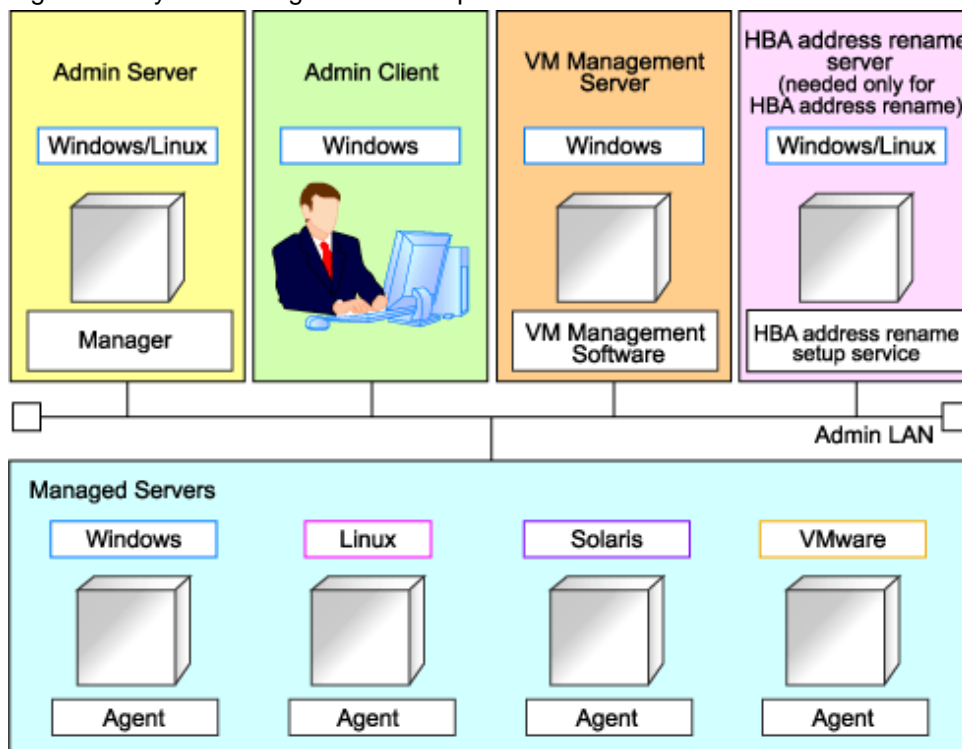 Admin Server
Admin Client
VM Management
Server
HBA address rename
server
(needed only for
HBA address rename)
Windows/Linux
Windows
Windows
Windows/Linux
Manager
VM Management
Software
HBA address rename
setup service
Admin LAN
Managed Servers
Windows
Linux
Solaris
VMware
Agent
Agent
Agent
Agent